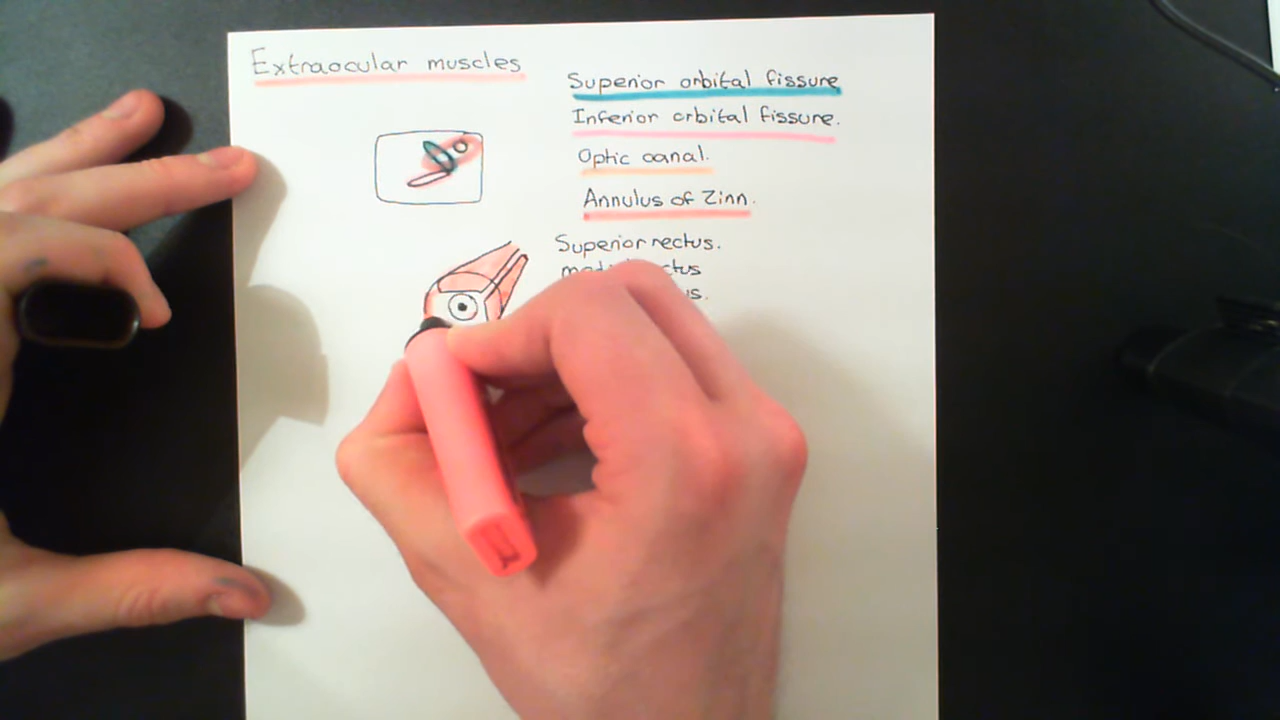 Extraocular muscles
Superior orbital fissure
Inferior orbital fissure.
Optic canal.
Annulus of Zinn.
Superior rectus.